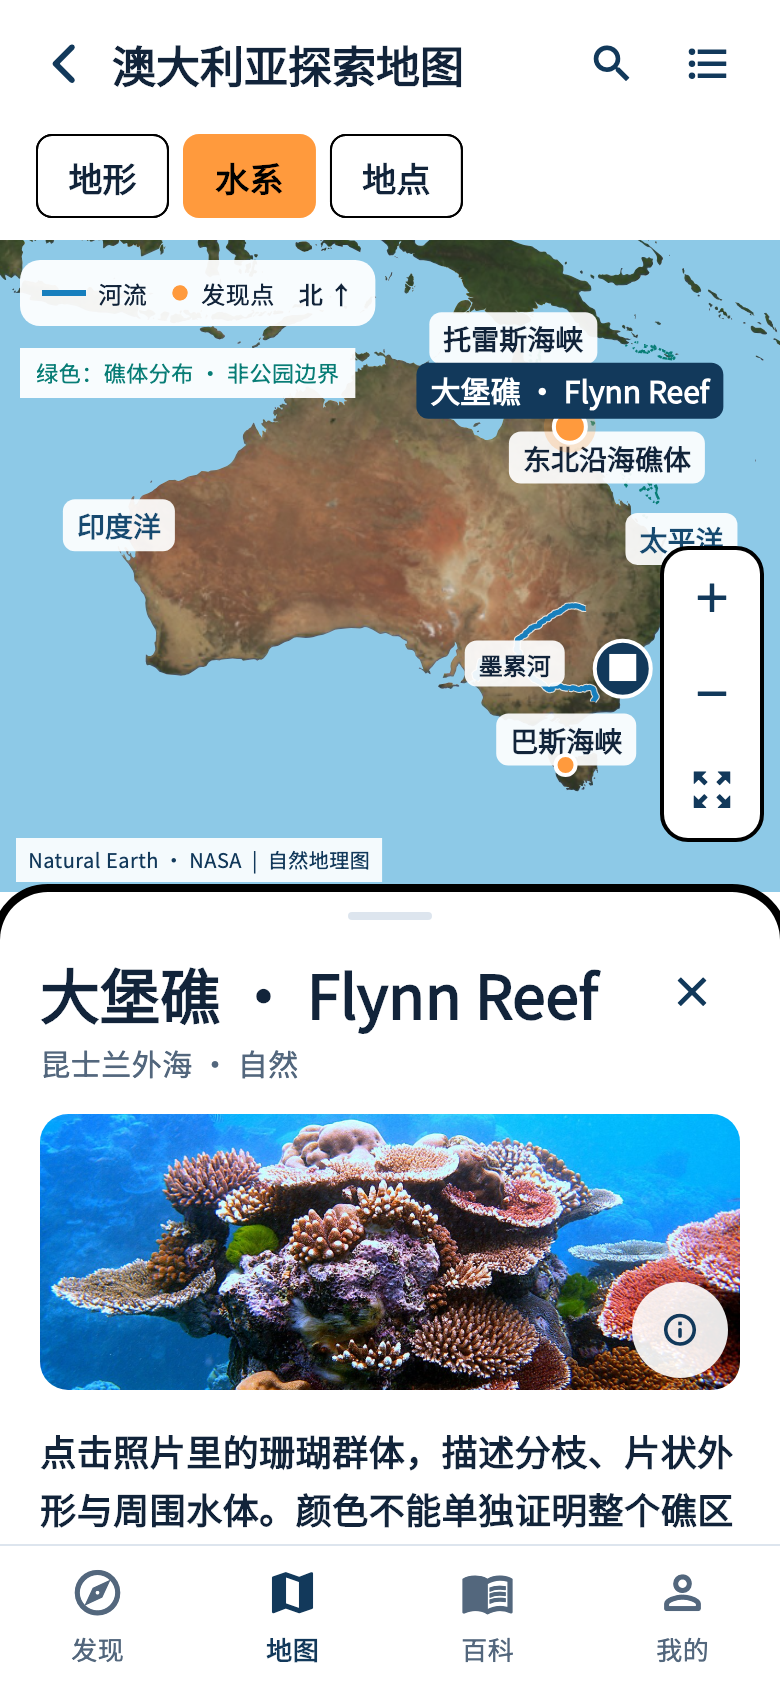 澳大利亚探索地图
地形
水系
地点
河流
发现点
北 ↑
绿色：礁体分布 · 非公园边界
托雷斯海峡
大堡礁 · Flynn Reef
东北沿海礁体
印度洋
太平洋
墨累河
巴斯海峡
Natural Earth · NASA | 自然地理图
大堡礁 · Flynn Reef
昆士兰外海 · 自然
点击照片里的珊瑚群体，描述分枝、片状外
形与周围水体。颜色不能单独证明整个礁区
发现
地图
百科
我的